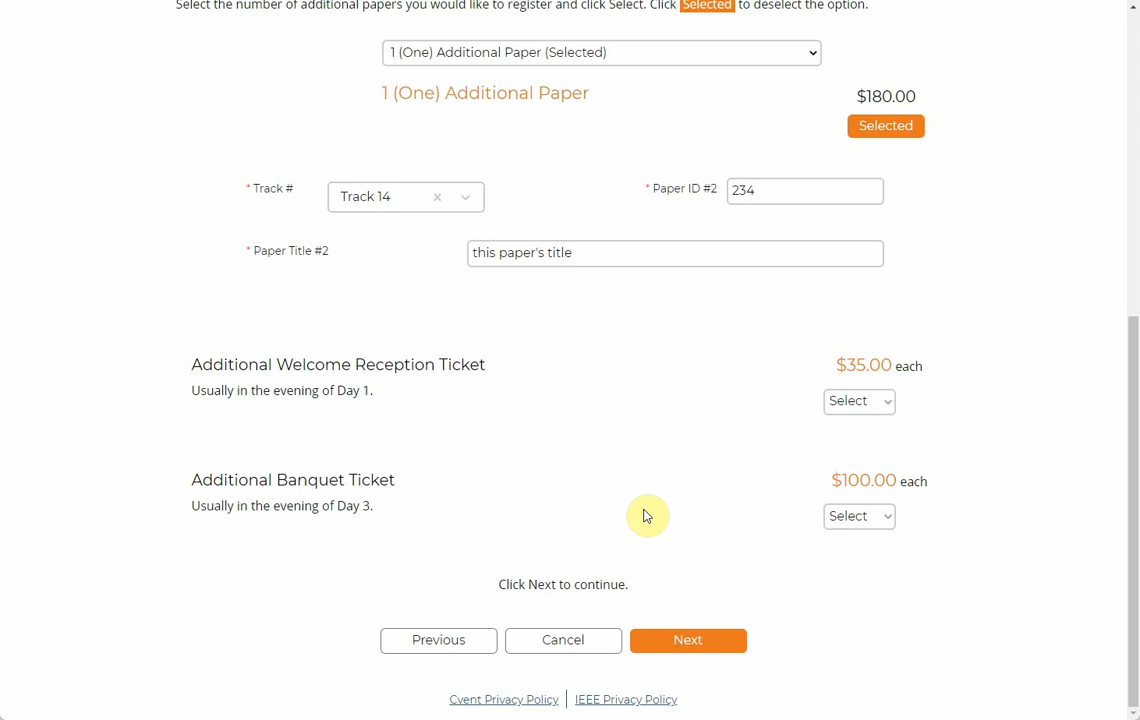 Select the number of additional papers you would like to register and click Select. Click Selected to deselect the option.
1 (One) Additional Paper (Selected)
1 (One) Additional Paper
$180.00
Selected
* Track #
Track 14
* Paper ID #2
234
* Paper Title #2
this paper's title
Additional Welcome Reception Ticket
$35.00 each
Usually in the evening of Day 1.
Select
Additional Banquet Ticket
$100.00 each
Usually in the evening of Day 3.
Select
Click Next to continue.
Previous
Cancel
Next
Cvent Privacy Policy
IEEE Privacy Policy